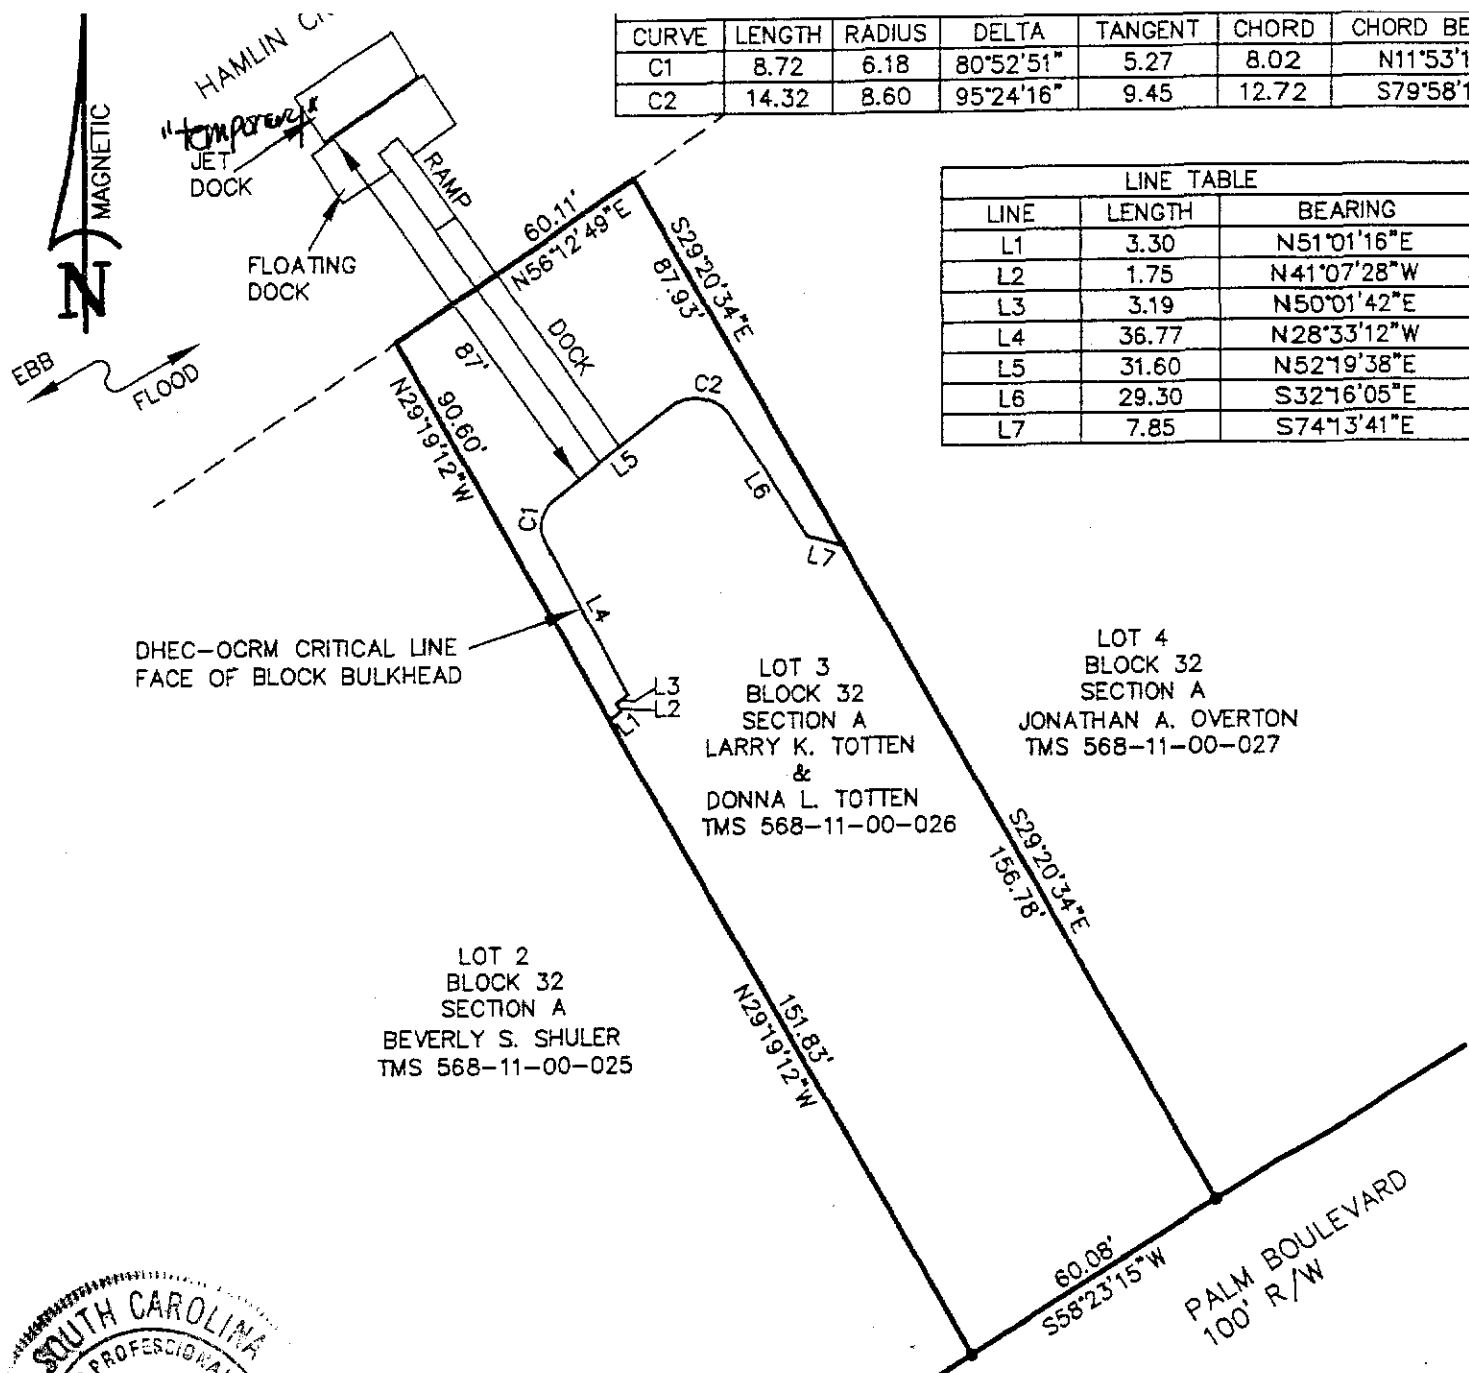 CURVE LENGTH RADIUS DELTA TANGENT CHORD CHORD BE
C1 8.72 6.18 80°52'51" 5.27 8.02 N11°53'1
C2 14.32 8.60 95°24'16" 9.45 12.72 S79°58'1
LINE TABLE
LINE LENGTH BEARING
L1 3.30 N51°01'16"E
L2 1.75 N41°07'28"W
L3 3.19 N50°01'42"E
L4 36.77 N28°33'12"W
L5 31.60 N52°19'38"E
L6 29.30 S32°16'05"E
L7 7.85 S74°13'41"E
HAMLIN
MAGNETIC
N
"temporery"
JET
DOCK
RAMP
FLOATING
DOCK
EBB
FLOOD
60.11'
N56°12'49"E
S29°20'34"E
87.93'
DOCK
87'
90.60'
N29°19'12"W
C2
L5
C1
L6
L7
L4
DHEC-OCRM CRITICAL LINE
FACE OF BLOCK BULKHEAD
L3
L2
L1
LOT 3
BLOCK 32
SECTION A
LARRY K. TOTTEN
&
DONNA L. TOTTEN
TMS 568-11-00-026
LOT 4
BLOCK 32
SECTION A
JONATHAN A. OVERTON
TMS 568-11-00-027
S29°20'34"E
156.78'
LOT 2
BLOCK 32
SECTION A
BEVERLY S. SHULER
TMS 568-11-00-025
151.83'
N29°19'12"W
60.08'
S58°23'15"W
PALM BOULEVARD
100' R/W
SOUTH CAROLINA
PROFESSIONAL